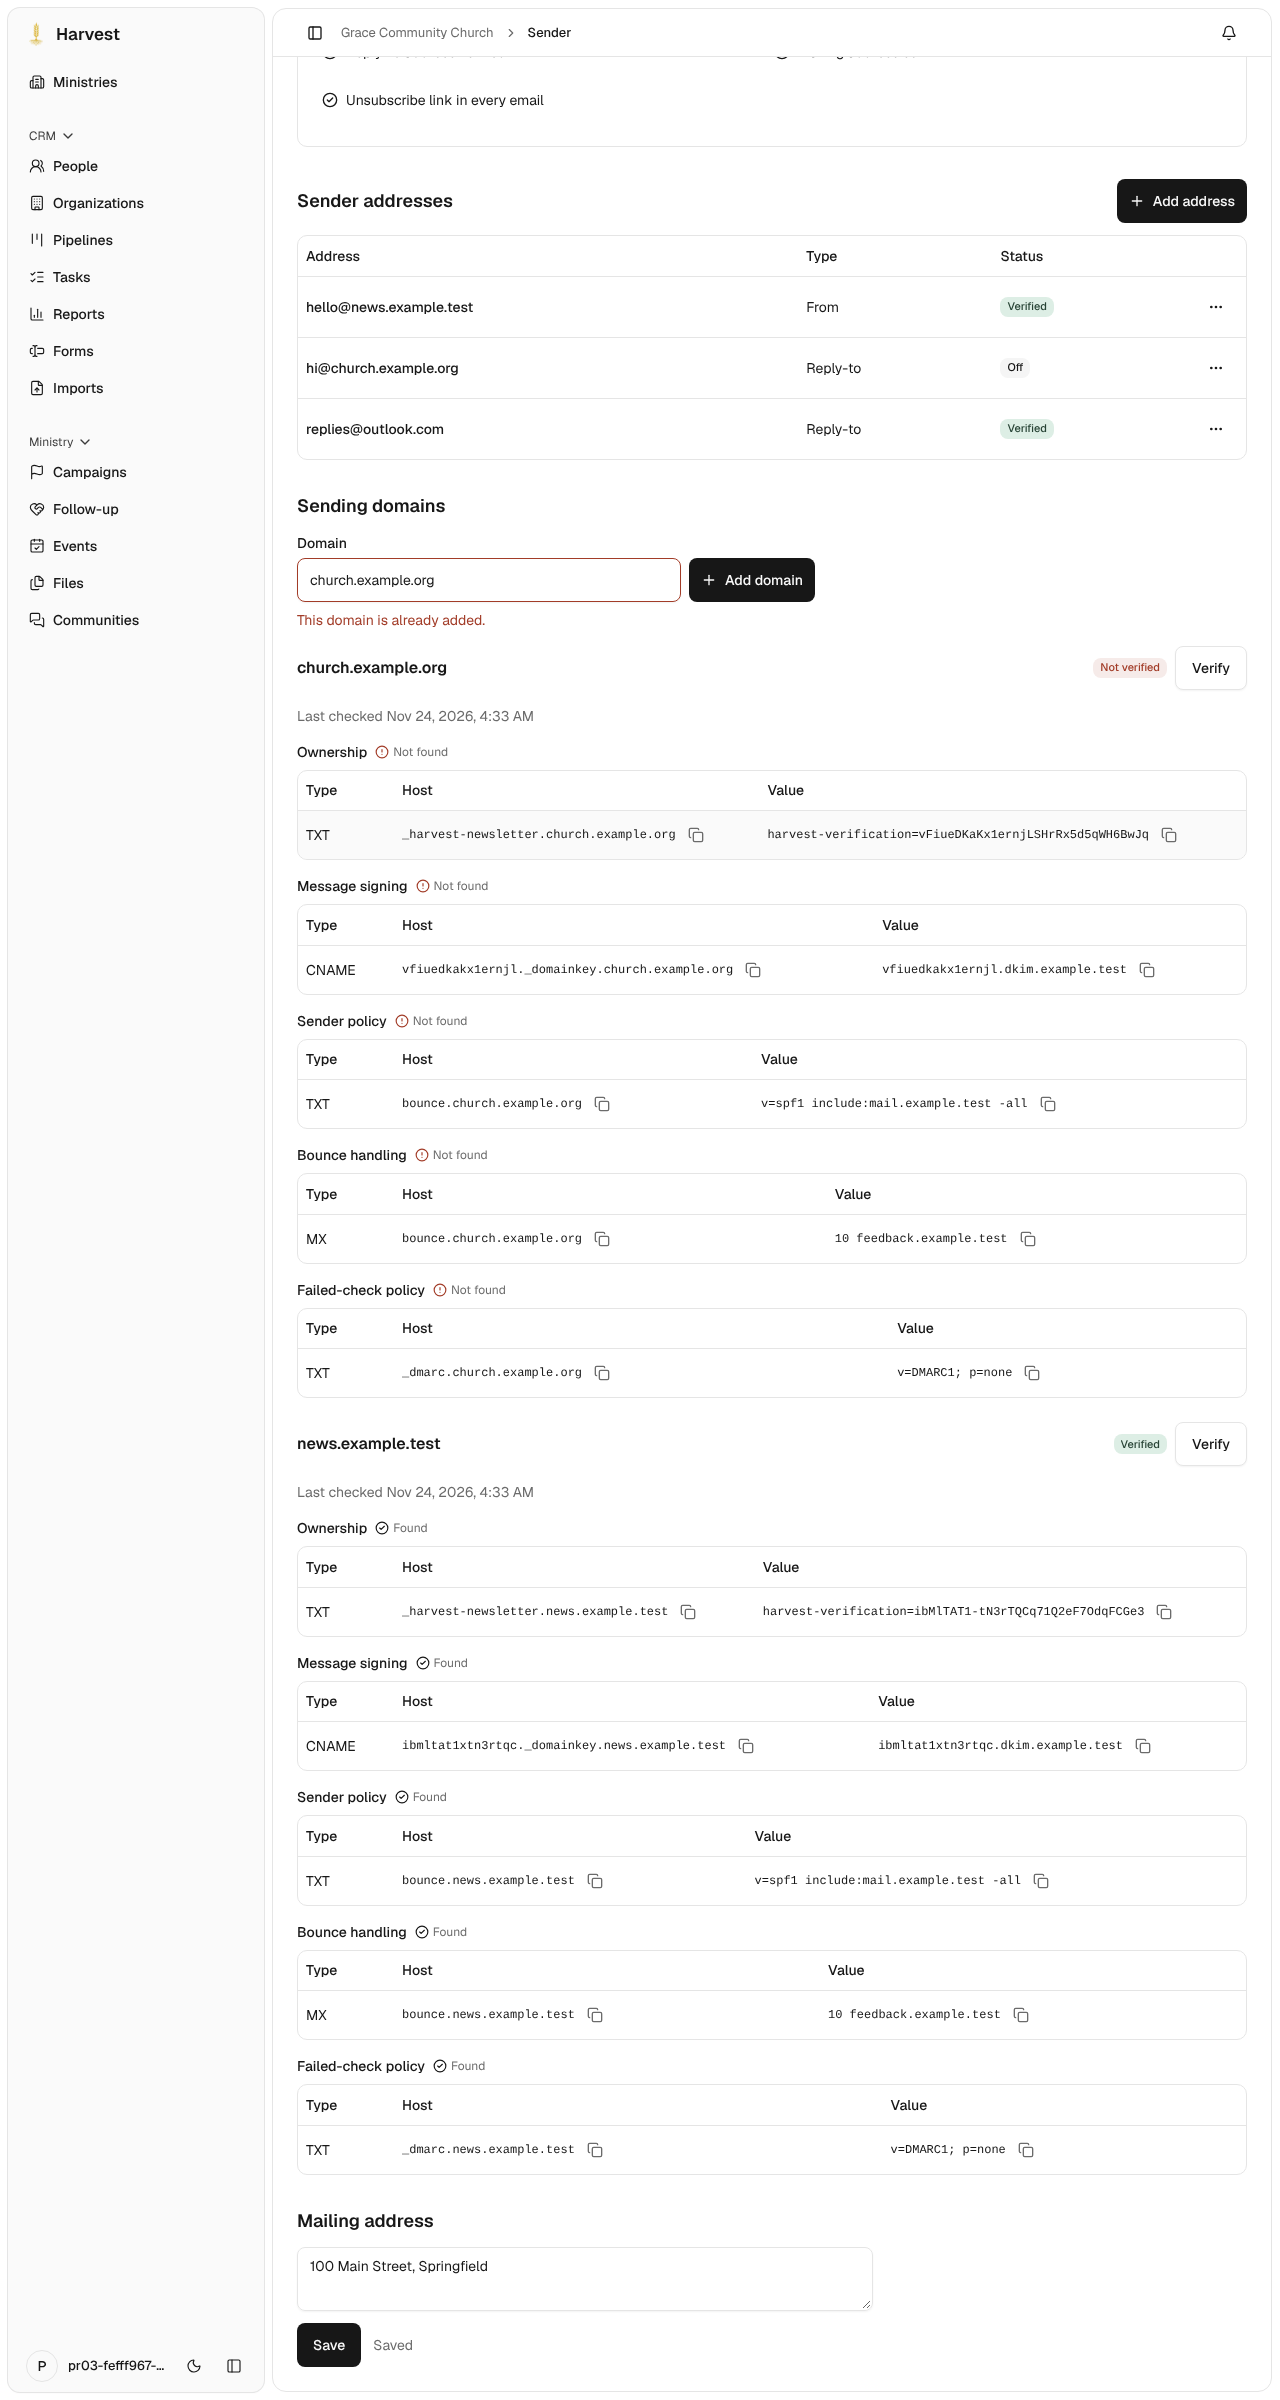 Harvest
Grace Community Church > Sender
Ministries
CRM
People
Organizations
Pipelines
Tasks
Reports
Forms
Imports
Ministry
Campaigns
Follow-up
Events
Files
Communities
pr03-fefff967-...
P
Unsubscribe link in every email
Sender addresses
Add address
Address Type Status
hello@news.example.test From Verified
hi@church.example.org Reply-to Off
replies@outlook.com Reply-to Verified
Sending domains
Domain
church.example.org
Add domain
This domain is already added.
church.example.org Not verified Verify
Last checked Nov 24, 2026, 4:33 AM
Ownership Not found
Type Host Value
TXT _harvest-newsletter.church.example.org harvest-verification=vFiueDKaKx1ernjLSHrRx5d5qWH6BwJq
Message signing Not found
Type Host Value
CNAME vfiuedkakx1ernjl._domainkey.church.example.org vfiuedkakx1ernjl.dkim.example.test
Sender policy Not found
Type Host Value
TXT bounce.church.example.org v=spf1 include:mail.example.test -all
Bounce handling Not found
Type Host Value
MX bounce.church.example.org 10 feedback.example.test
Failed-check policy Not found
Type Host Value
TXT _dmarc.church.example.org v=DMARC1; p=none
news.example.test Verified Verify
Last checked Nov 24, 2026, 4:33 AM
Ownership Found
Type Host Value
TXT _harvest-newsletter.news.example.test harvest-verification=ibMlTAT1-tN3rTQCq71Q2eF7OdqFCGe3
Message signing Found
Type Host Value
CNAME ibmltat1xtn3rtqc._domainkey.news.example.test ibmltat1xtn3rtqc.dkim.example.test
Sender policy Found
Type Host Value
TXT bounce.news.example.test v=spf1 include:mail.example.test -all
Bounce handling Found
Type Host Value
MX bounce.news.example.test 10 feedback.example.test
Failed-check policy Found
Type Host Value
TXT _dmarc.news.example.test v=DMARC1; p=none
Mailing address
100 Main Street, Springfield
Save Saved